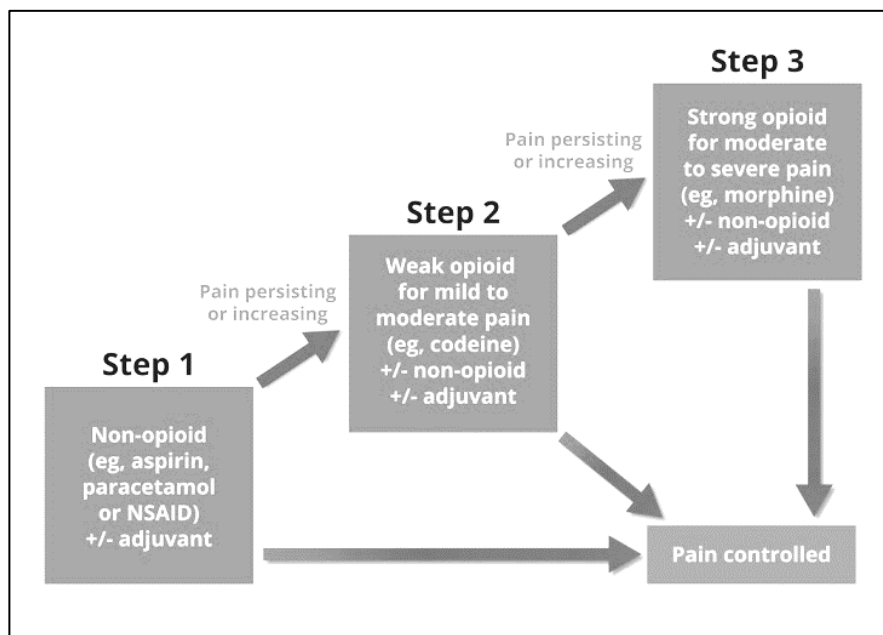 Step 1
Non-opioid
(eg, aspirin,
paracetamol
or NSAID)
+/- adjuvant
Pain persisting
or increasing
Step 2
Weak opioid
for mild to
moderate pain
(eg, codeine)
+/- non-opioid
+/- adjuvant
Pain persisting
or increasing
Step 3
Strong opioid
for moderate
to severe pain
(eg, morphine)
+/- non-opioid
+/- adjuvant
Pain controlled